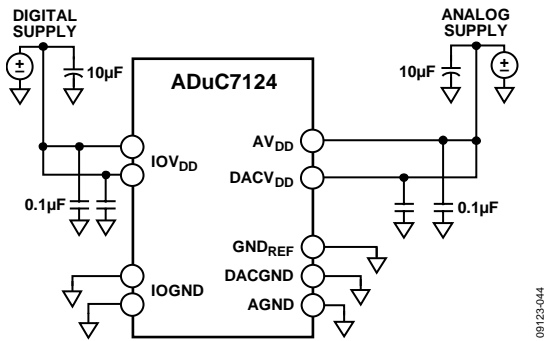 DIGITAL
SUPPLY
ANALOG
SUPPLY
+
−
10µF
10µF
+
−
ADuC7124
AVDD
IOVDD
DACVDD
0.1µF
0.1µF
GNDREF
DACGND
IOGND
AGND
09123-044